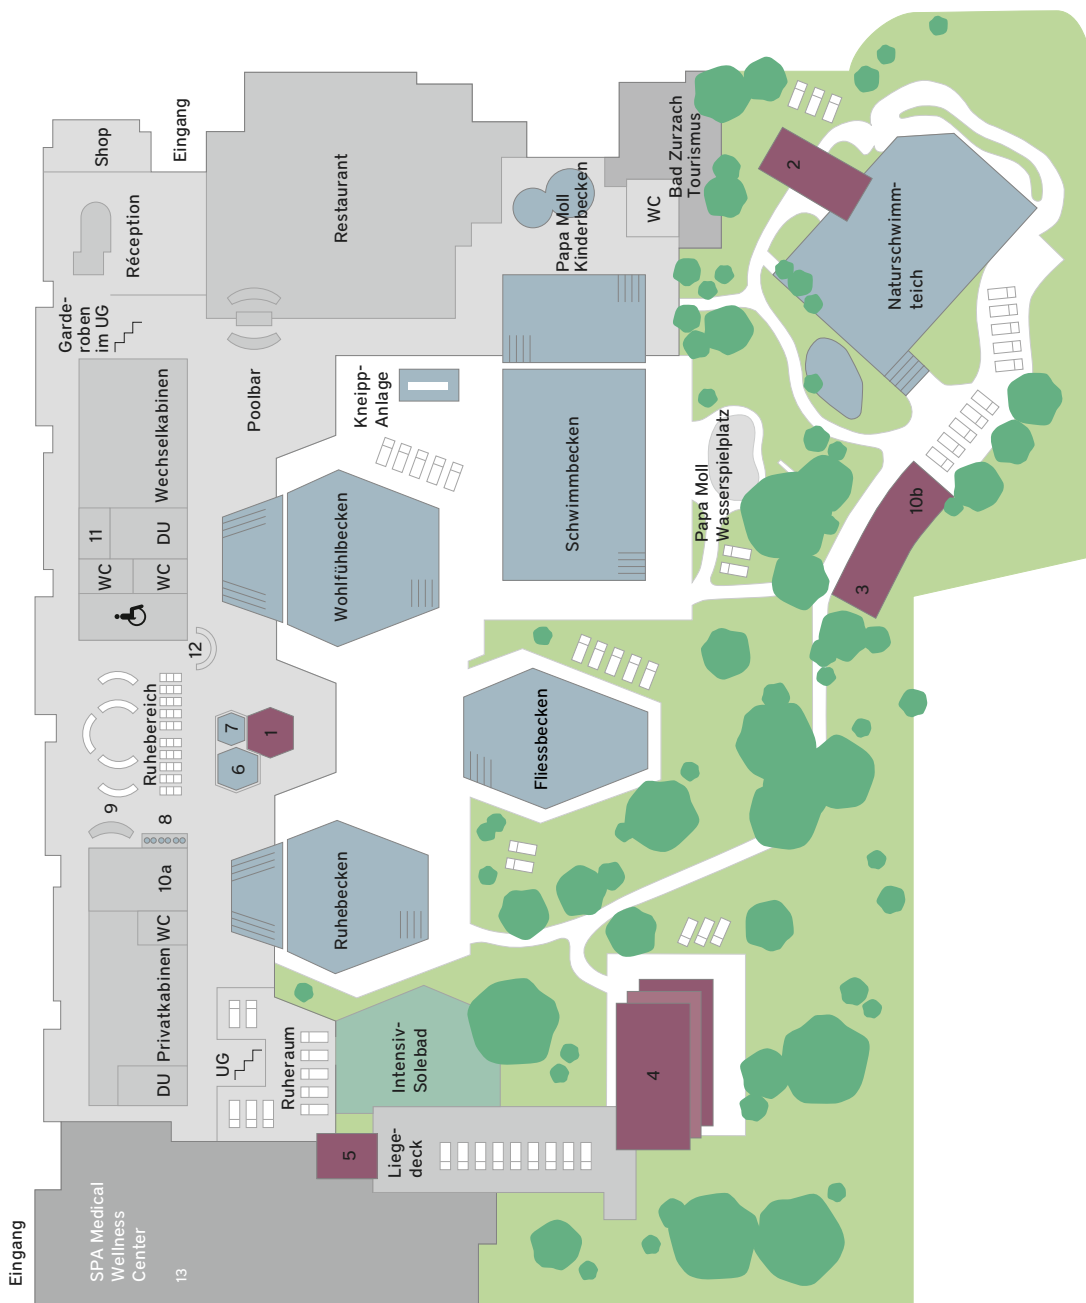 Eingang
SPA Medical
Wellness
Center
13
DU
Privatkabinen
WC
10a
UG
Ruheraum
5
Liege-
deck
Intensiv-
Solebad
4
Ruhebecken
8
9
Ruhebereich
6
7
1
12
Fliessbecken
WC
WC
11
DU
Wechselkabinen
Wohlfühlbecken
Poolbar
Kneipp-
Anlage
Schwimmbecken
Papa Moll
Wasserspielplatz
3
10b
Garde-
roben
im UG
Réception
Shop
Eingang
Restaurant
Papa Moll
Kinderbecken
WC
Bad Zurzach
Tourismus
2
Naturschwimm-
teich